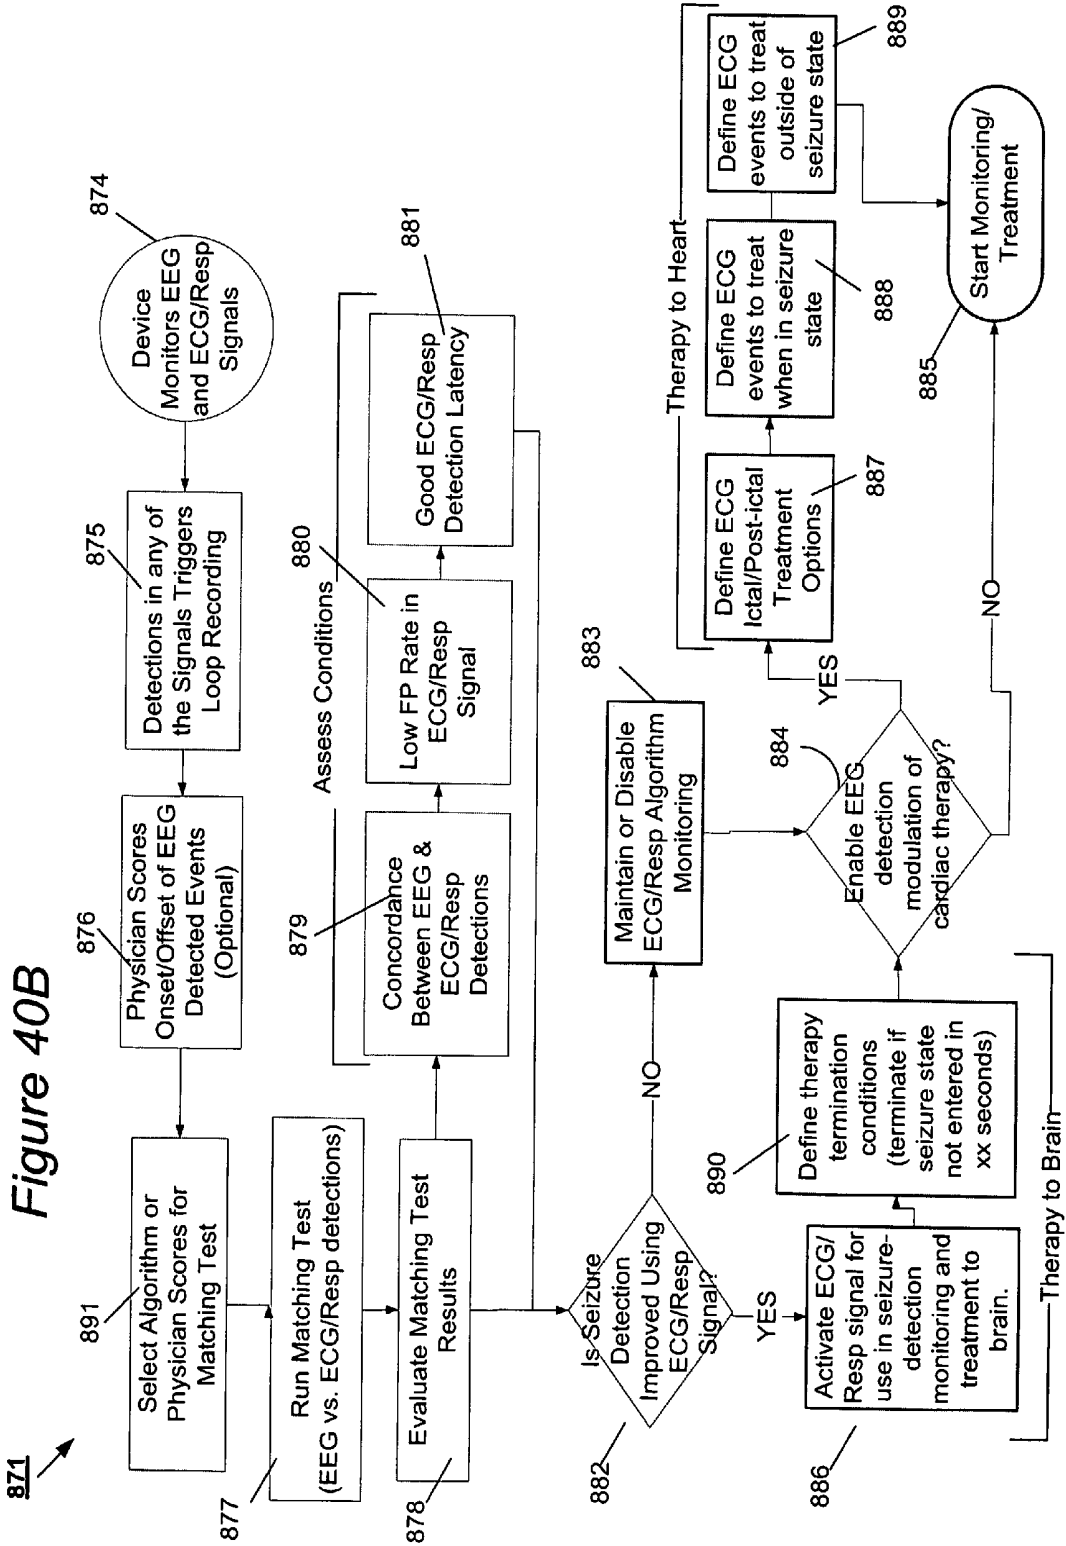 Figure 40B
871
874
Device
Monitors EEG
and ECG/Resp
Signals
875
Detections in any of
the Signals Triggers
Loop Recording
876
Physician Scores
Onset/Offset of EEG
Detected Events
(Optional)
891
Select Algorithm or
Physician Scores for
Matching Test
877
Run Matching Test
(EEG vs. ECG/Resp detections)
878
Evaluate Matching Test
Results
Assess Conditions
879
Concordance
Between EEG &
ECG/Resp
Detections
880
Low FP Rate in
ECG/Resp
Signal
881
Good ECG/Resp
Detection Latency
882
Is Seizure
Detection
Improved Using
ECG/Resp
Signal?
NO
YES
883
Maintain or Disable
ECG/Resp Algorithm
Monitoring
886
Activate ECG/
Resp signal for
use in seizure-
detection
monitoring and
treatment to
brain.
890
Define therapy
termination
conditions
(terminate if
seizure state
not entered in
xx seconds)
Therapy to Brain
884
Enable EEG
detection
modulation of
cardiac therapy?
YES
NO
Therapy to Heart
887
Define ECG
Ictal/Post-ictal
Treatment
Options
888
Define ECG
events to treat
when in seizure
state
889
Define ECG
events to treat
outside of
seizure state
885
Start Monitoring/
Treatment